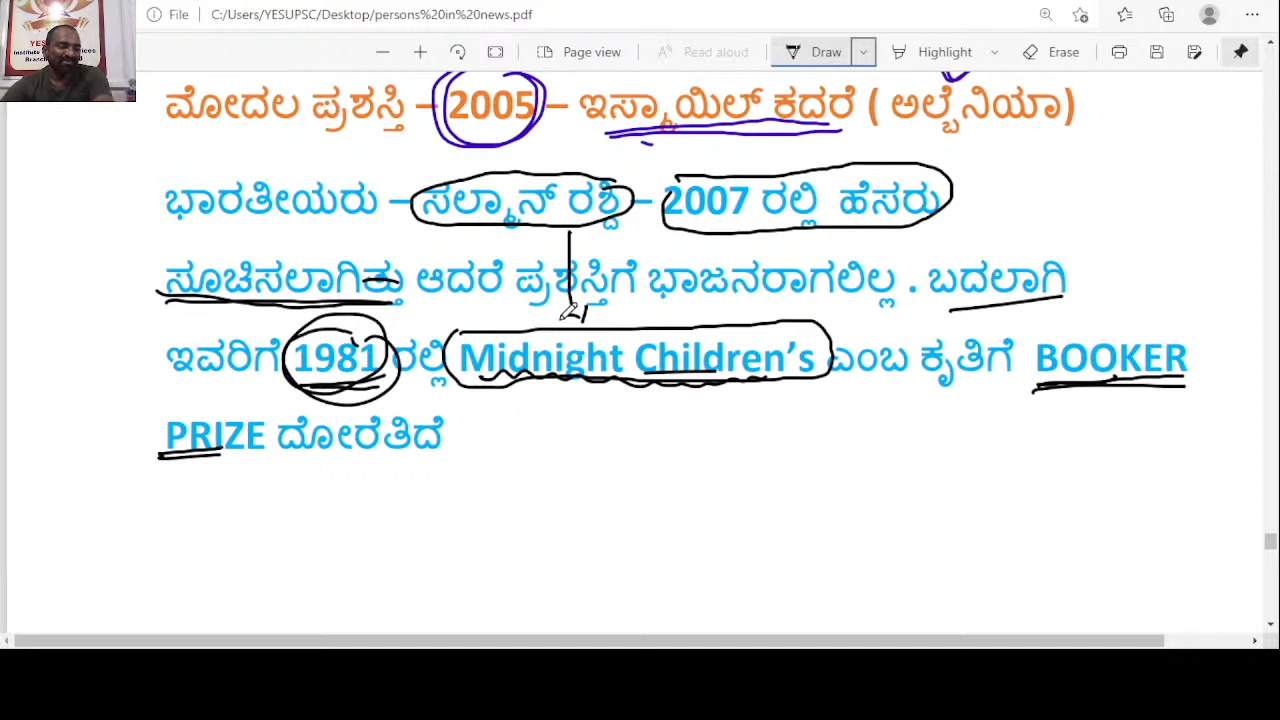 File C:/Users/YESUPSC/Desktop/persons%20in%20news.pdf
Page view Read aloud Draw Highlight Erase
ಮೋದಲ ಪ್ರಶಸ್ತಿ – 2005 – ಇಸ್ಮಾಯಿಲ್ ಕದರೆ ( ಅಲ್ಬೆನಿಯಾ)
ಭಾರತೀಯರು – ಸಲ್ಮಾನ್ ರಶ್ದಿ – 2007 ರಲ್ಲಿ ಹೆಸರು
ಸೂಚಿಸಲಾಗಿತ್ತು ಆದರೆ ಪ್ರಶಸ್ತಿಗೆ ಭಾಜನರಾಗಲಿಲ್ಲ . ಬದಲಾಗಿ
ಇವರಿಗೆ 1981 ರಲ್ಲಿ Midnight Children's ಎಂಬ ಕೃತಿಗೆ BOOKER
PRIZE ದೋರೆತಿದೆ